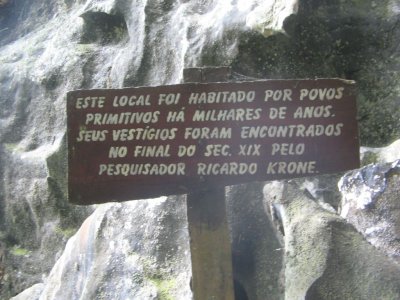 ESTE LOCAL FOI HABITADO POR POVOS
PRIMITIVOS HÁ MILHARES DE ANOS.
SEUS VESTÍGIOS FORAM ENCONTRADOS
NO FINAL DO SEC. XIX PELO
PESQUISADOR RICARDO KRONE.